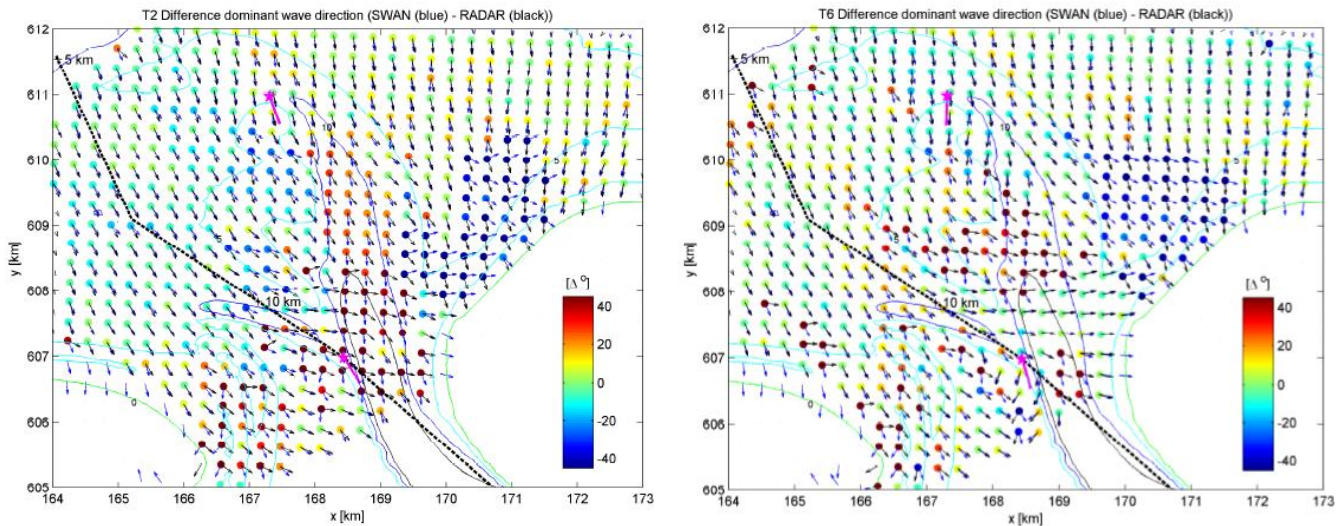 T2 Difference dominant wave direction (SWAN (blue) - RADAR (black))
612
611
610
609
608
607
606
605
y [km]
5 km
10
5
5
10 km
0
[Δ °]
40
20
0
-20
-40
164 165 166 167 168 169 170 171 172 173
x [km]
T6 Difference dominant wave direction (SWAN (blue) - RADAR (black))
612
611
610
609
608
607
606
605
y [km]
5 km
10
5
5
10 km
0
[Δ °]
40
20
0
-20
-40
164 165 166 167 168 169 170 171 172 173
x [km]